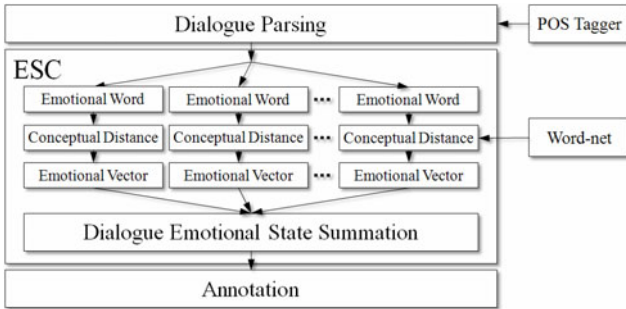 Dialogue Parsing
POS Tagger
ESC
Emotional Word
Emotional Word
...
Emotional Word
Conceptual Distance
Conceptual Distance
...
Conceptual Distance
Word-net
Emotional Vector
Emotional Vector
...
Emotional Vector
Dialogue Emotional State Summation
Annotation